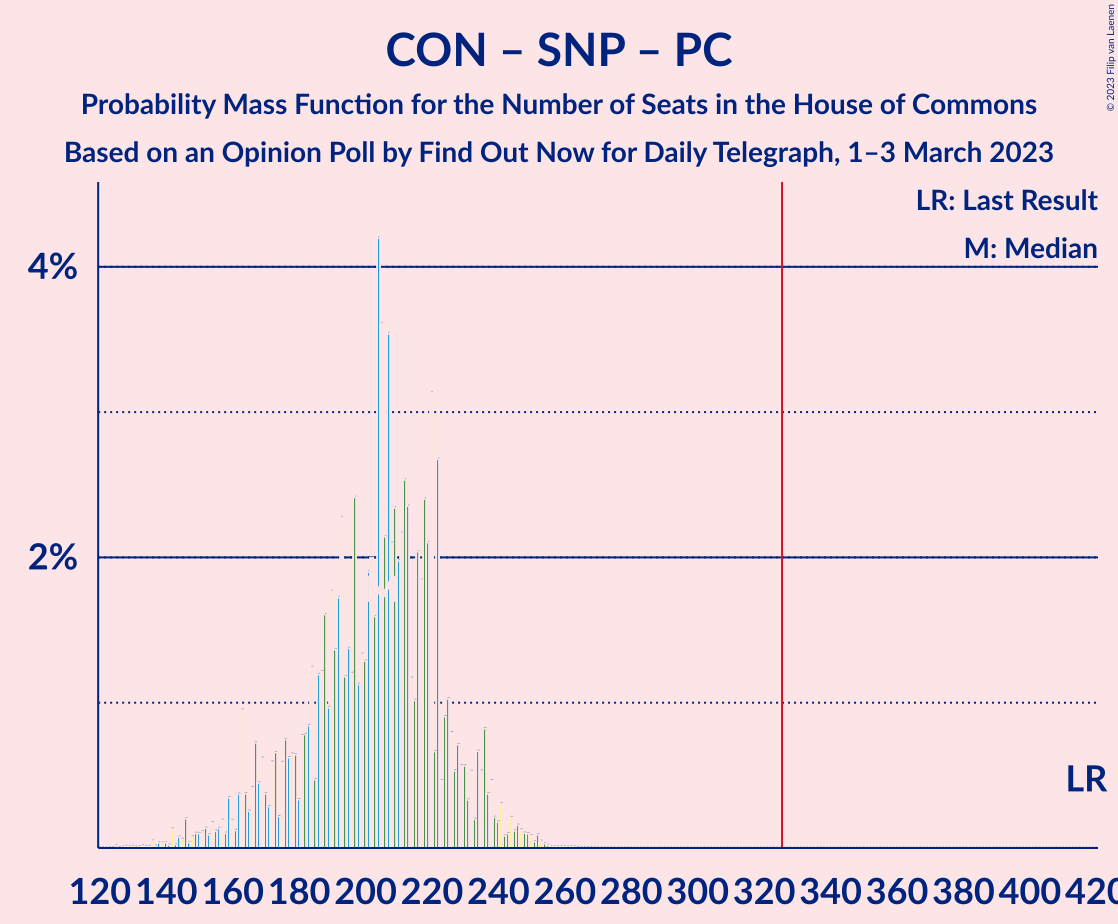 CON – SNP – PC
Probability Mass Function for the Number of Seats in the House of Commons
Based on an Opinion Poll by Find Out Now for Daily Telegraph, 1–3 March 2023
© 2023 Filip van Laenen
LR: Last Result
M: Median
4%
2%
LR
120 140 160 180 200 220 240 260 280 300 320 340 360 380 400 420